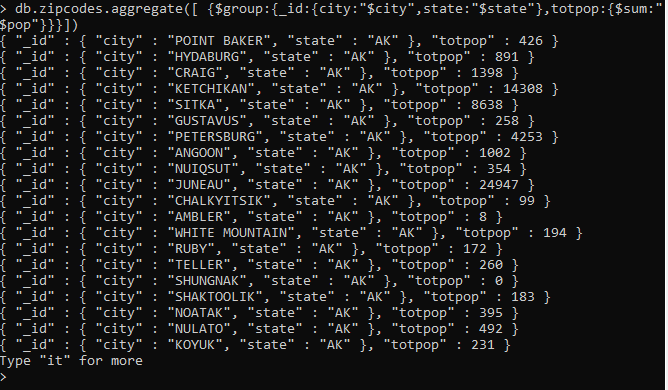 > db.zipcodes.aggregate([ {$group:{_id:{city:"$city",state:"$state"},totpop:{$sum:"
$pop"}}}])
{ "_id" : { "city" : "POINT BAKER", "state" : "AK" }, "totpop" : 426 }
{ "_id" : { "city" : "HYDABURG", "state" : "AK" }, "totpop" : 891 }
{ "_id" : { "city" : "CRAIG", "state" : "AK" }, "totpop" : 1398 }
{ "_id" : { "city" : "KETCHIKAN", "state" : "AK" }, "totpop" : 14308 }
{ "_id" : { "city" : "SITKA", "state" : "AK" }, "totpop" : 8638 }
{ "_id" : { "city" : "GUSTAVUS", "state" : "AK" }, "totpop" : 258 }
{ "_id" : { "city" : "PETERSBURG", "state" : "AK" }, "totpop" : 4253 }
{ "_id" : { "city" : "ANGOON", "state" : "AK" }, "totpop" : 1002 }
{ "_id" : { "city" : "NUIQSUT", "state" : "AK" }, "totpop" : 354 }
{ "_id" : { "city" : "JUNEAU", "state" : "AK" }, "totpop" : 24947 }
{ "_id" : { "city" : "CHALKYITSIK", "state" : "AK" }, "totpop" : 99 }
{ "_id" : { "city" : "AMBLER", "state" : "AK" }, "totpop" : 8 }
{ "_id" : { "city" : "WHITE MOUNTAIN", "state" : "AK" }, "totpop" : 194 }
{ "_id" : { "city" : "RUBY", "state" : "AK" }, "totpop" : 172 }
{ "_id" : { "city" : "TELLER", "state" : "AK" }, "totpop" : 260 }
{ "_id" : { "city" : "SHUNGNAK", "state" : "AK" }, "totpop" : 0 }
{ "_id" : { "city" : "SHAKTOOLIK", "state" : "AK" }, "totpop" : 183 }
{ "_id" : { "city" : "NOATAK", "state" : "AK" }, "totpop" : 395 }
{ "_id" : { "city" : "NULATO", "state" : "AK" }, "totpop" : 492 }
{ "_id" : { "city" : "KOYUK", "state" : "AK" }, "totpop" : 231 }
Type "it" for more
>